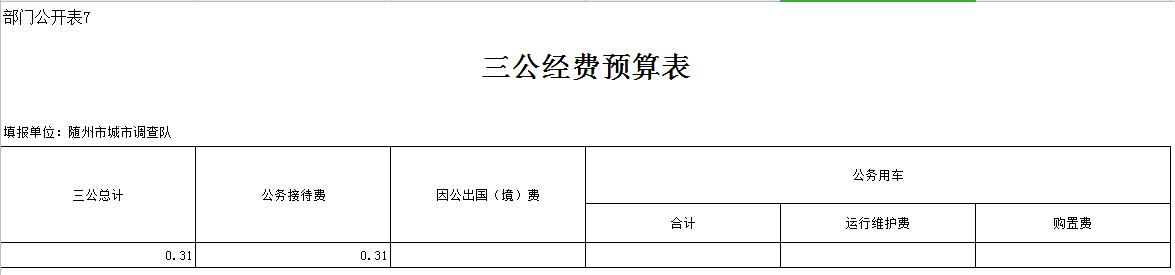 部门公开表7
三公经费预算表
填报单位：随州市城市调查队
三公总计 公务接待费 因公出国（境）费 公务用车
合计 运行维护费 购置费
0.31 0.31